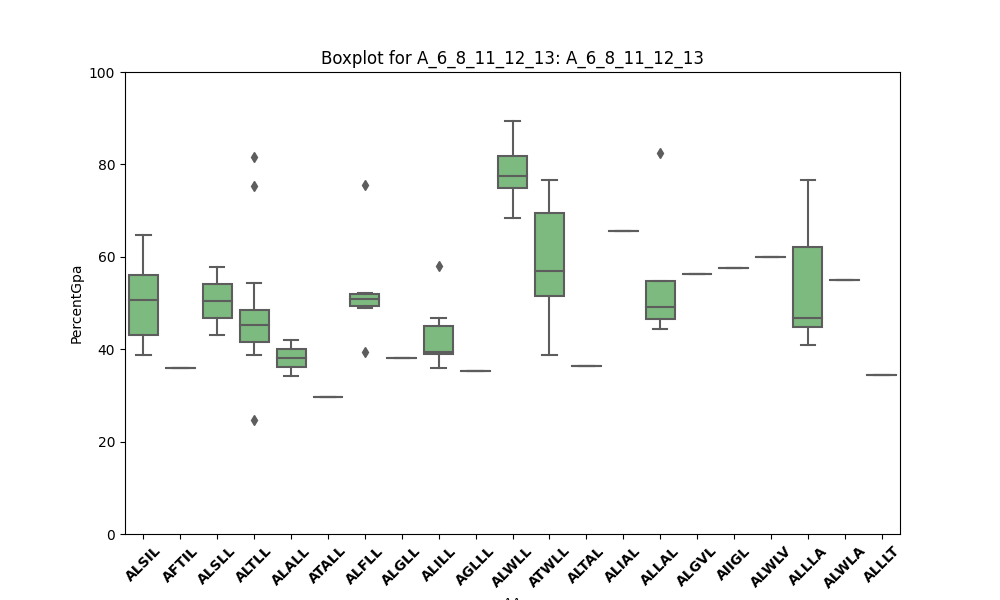 Boxplot for A_6_8_11_12_13: A_6_8_11_12_13
PercentGpa
100
80
60
40
20
0
ALSIL AFTIL ALSLL ALTLL ALALL ATALL ALFLL ALGLL ALILL AGLLL ALWLL ATWLL ALTAL ALIAL ALLAL ALGVL AIIGL ALWLV ALLLA ALWLA ALLLT